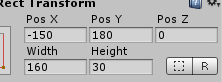 Rect Transform
Pos X Pos Y Pos Z
-150 180 0
Width Height
160 30
R